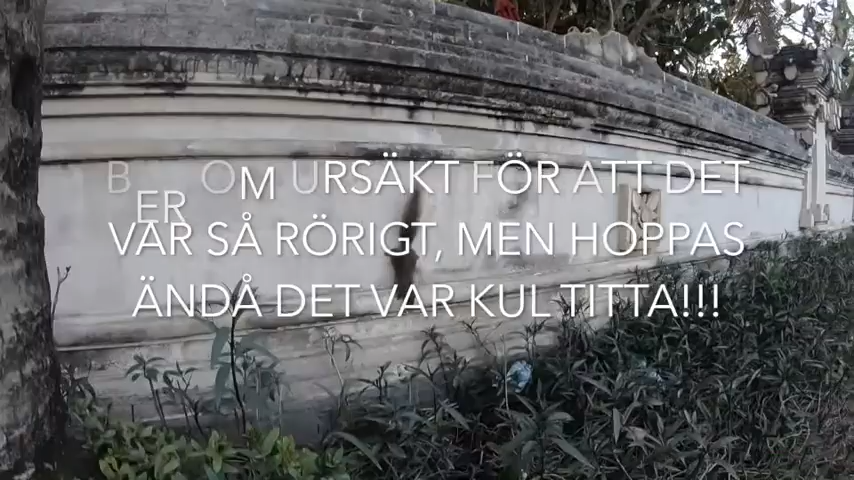 BER OM URSÄKT FÖR ATT DET
VAR SÅ RÖRIGT, MEN HOPPAS
ÄNDÅ DET VAR KUL TITTA!!!